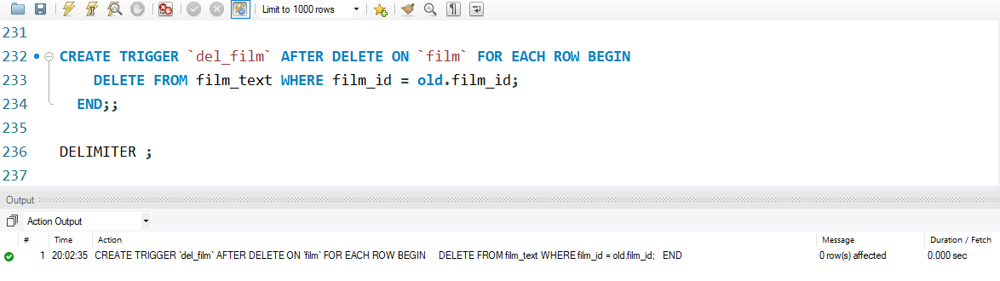 Limit to 1000 rows
231
232 CREATE TRIGGER `del_film` AFTER DELETE ON `film` FOR EACH ROW BEGIN
233 DELETE FROM film_text WHERE film_id = old.film_id;
234 END;;
235
236 DELIMITER ;
237
Output
Action Output
# Time Action Message Duration / Fetch
1 20:02:35 CREATE TRIGGER `del_film` AFTER DELETE ON `film` FOR EACH ROW BEGIN DELETE FROM film_text WHERE film_id = old.film_id; END 0 row(s) affected 0.000 sec